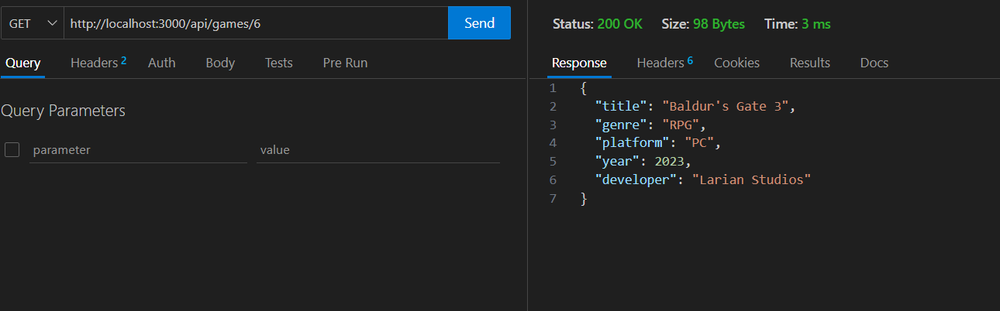 GET http://localhost:3000/api/games/6 Send
Query Headers 2 Auth Body Tests Pre Run
Query Parameters
parameter value
Status: 200 OK Size: 98 Bytes Time: 3 ms
Response Headers 6 Cookies Results Docs
1 {
2 "title": "Baldur's Gate 3",
3 "genre": "RPG",
4 "platform": "PC",
5 "year": 2023,
6 "developer": "Larian Studios"
7 }